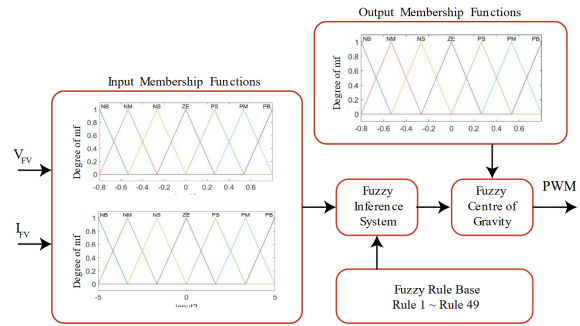 Output Membership Functions
NB NM NS ZE PS PM PB
1
0.8
0.6
0.4
0.2
0
Degree of mf
-0.8 -0.6 -0.4 -0.2 0 0.2 0.4 0.6 0.8
Input Membership Functions
NB NM NS ZE PS PM PB
1
0.8
0.6
0.4
0.2
0
Degree of mf
-0.8 -0.6 -0.4 -0.2 0 0.2 0.4 0.6
NB NM NS ZE PS PM PB
1
0.8
0.6
0.4
0.2
0
Degree of mf
-5 0 5
V_FV
I_FV
Fuzzy
Inference
System
Fuzzy
Centre of
Gravity
PWM
Fuzzy Rule Base
Rule 1 ~ Rule 49